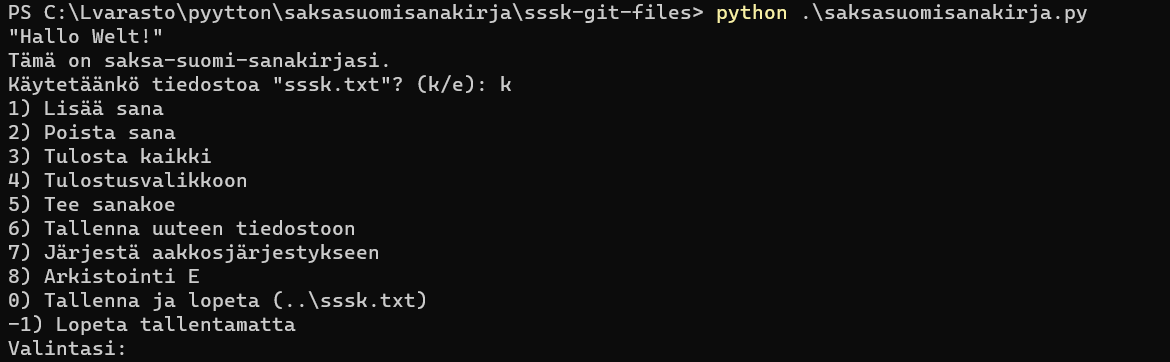 PS C:\Lvarasto\pyytton\saksasuomisanakirja\sssk-git-files> python .\saksasuomisanakirja.py
"Hallo Welt!"
Tämä on saksa-suomi-sanakirjasi.
Käytetäänkö tiedostoa "sssk.txt"? (k/e): k
1) Lisää sana
2) Poista sana
3) Tulosta kaikki
4) Tulostusvalikkoon
5) Tee sanakoe
6) Tallenna uuteen tiedostoon
7) Järjestä aakkosjärjestykseen
8) Arkistointi E
0) Tallenna ja lopeta (..\sssk.txt)
-1) Lopeta tallentamatta
Valintasi: